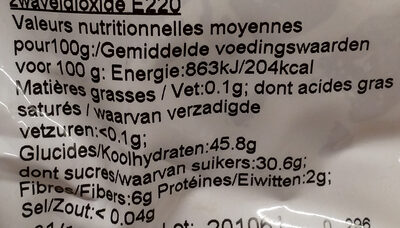 zwaveldioxide E220
Valeurs nutritionnelles moyennes
pour100g:/Gemiddelde voedingswaarden
voor 100 g: Energie:863kJ/204kcal
Matières grasses / Vet:0.1g; dont acides gras
saturés / waarvan verzadigde
vetzuren:<0.1g;
Glucides/Koolhydraten:45.8g
dont sucres/waarvan suikers:30.6g;
Fibres/Fibers:6g Protéines/Eiwitten:2g;
Sel/Zout:< 0.04g